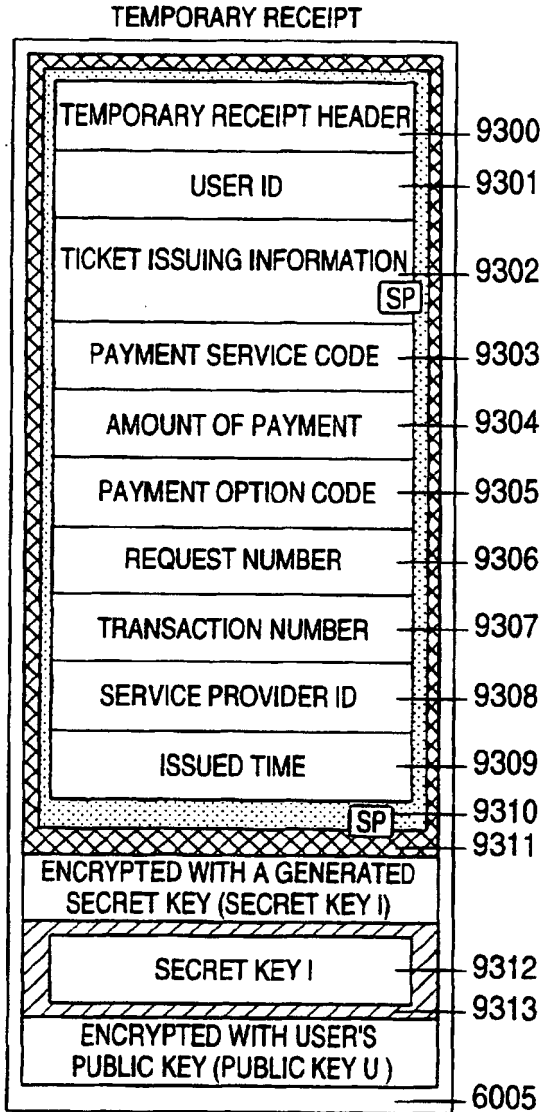 TEMPORARY RECEIPT
TEMPORARY RECEIPT HEADER 9300
USER ID 9301
TICKET ISSUING INFORMATION 9302
SP
PAYMENT SERVICE CODE 9303
AMOUNT OF PAYMENT 9304
PAYMENT OPTION CODE 9305
REQUEST NUMBER 9306
TRANSACTION NUMBER 9307
SERVICE PROVIDER ID 9308
ISSUED TIME 9309
SP 9310
9311
ENCRYPTED WITH A GENERATED
SECRET KEY (SECRET KEY I)
SECRET KEY I 9312
9313
ENCRYPTED WITH USER'S
PUBLIC KEY (PUBLIC KEY U )
6005